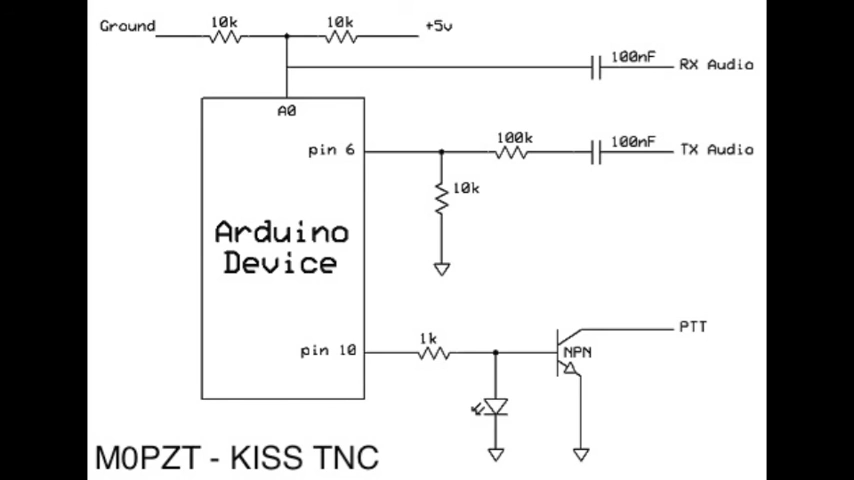 Ground 10k 10k +5v
100nF RX Audio
A0
pin 6 100k 100nF TX Audio
10k
Arduino
Device
pin 10 1k NPN PTT
M0PZT - KISS TNC